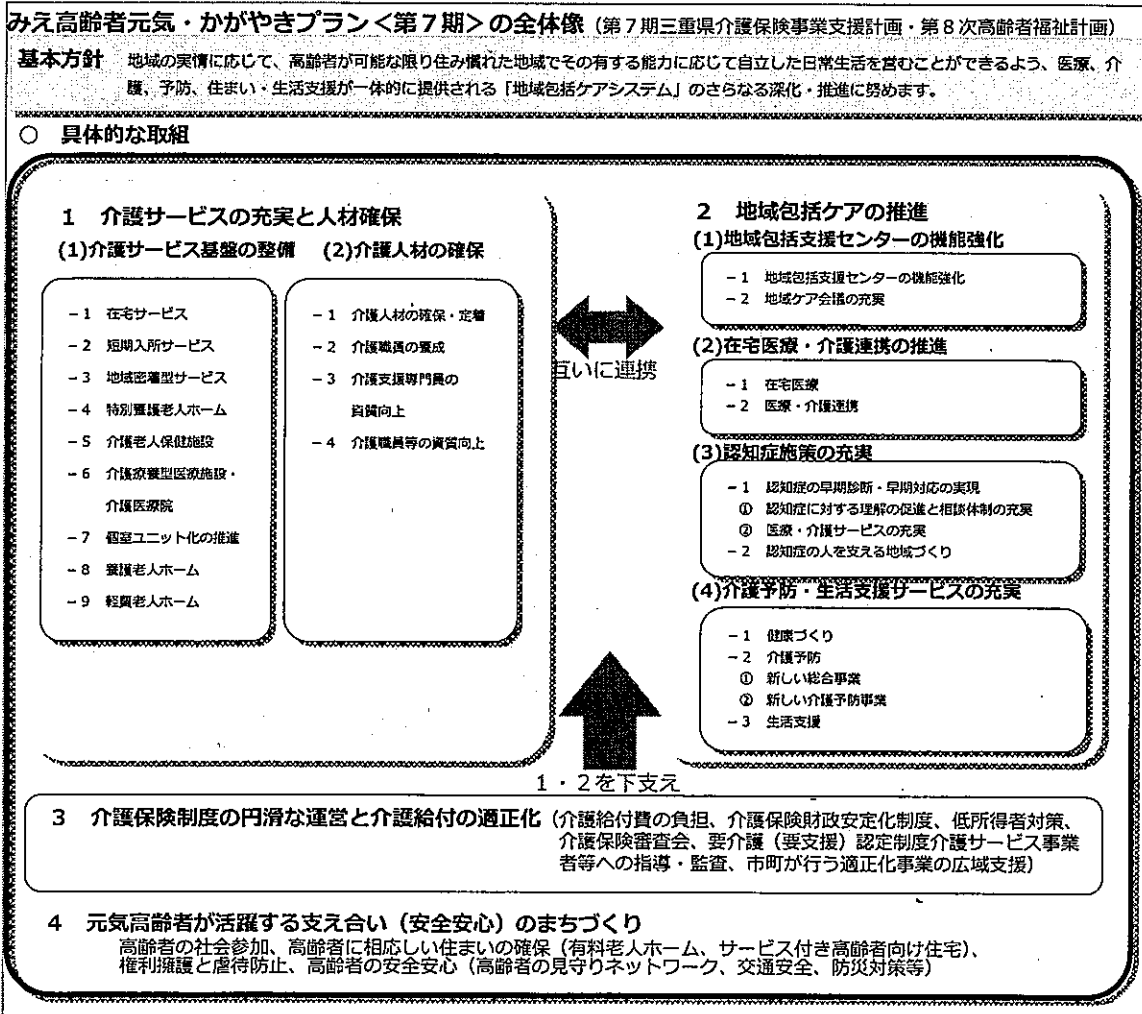 みえ高齢者元気・かがやきプラン<第7期>の全体像（第7期三重県介護保険事業支援計画・第8次高齢者福祉計画）
基本方針 地域の実情に応じて、高齢者が可能な限り住み慣れた地域でその有する能力に応じて自立した日常生活を営むことができるよう、医療、介
護、予防、住まい・生活支援が一体的に提供される「地域包括ケアシステム」のさらなる深化・推進に努めます。
○ 具体的な取組
1 介護サービスの充実と人材確保
(1)介護サービス基盤の整備
－1 在宅サービス
－2 短期入所サービス
－3 地域密着型サービス
－4 特別養護老人ホーム
－5 介護老人保健施設
－6 介護療養型医療施設・
介護医療院
－7 個室ユニット化の推進
－8 養護老人ホーム
－9 軽費老人ホーム
(2)介護人材の確保
－1 介護人材の確保・定着
－2 介護職員の養成
－3 介護支援専門員の
資質向上
－4 介護職員等の資質向上
互いに連携
2 地域包括ケアの推進
(1)地域包括支援センターの機能強化
－1 地域包括支援センターの機能強化
－2 地域ケア会議の充実
(2)在宅医療・介護連携の推進
－1 在宅医療
－2 医療・介護連携
(3)認知症施策の充実
－1 認知症の早期診断・早期対応の実現
① 認知症に対する理解の促進と相談体制の充実
② 医療・介護サービスの充実
－2 認知症の人を支える地域づくり
(4)介護予防・生活支援サービスの充実
－1 健康づくり
－2 介護予防
① 新しい総合事業
② 新しい介護予防事業
－3 生活支援
1・2を下支え
3 介護保険制度の円滑な運営と介護給付の適正化（介護給付費の負担、介護保険財政安定化制度、低所得者対策、
介護保険審査会、要介護（要支援）認定制度介護サービス事業
者等への指導・監査、市町が行う適正化事業の広域支援）
4 元気高齢者が活躍する支え合い（安全安心）のまちづくり
高齢者の社会参加、高齢者に相応しい住まいの確保（有料老人ホーム、サービス付き高齢者向け住宅）、
権利擁護と虐待防止、高齢者の安全安心（高齢者の見守りネットワーク、交通安全、防災対策等）